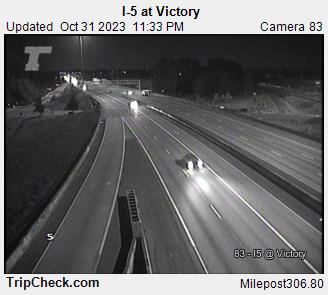 I-5 at Victory
Updated Oct 31 2023 11:33 PM Camera 83
T
S
83 - I5 @ Victory
TripCheck.com Milepost306.80